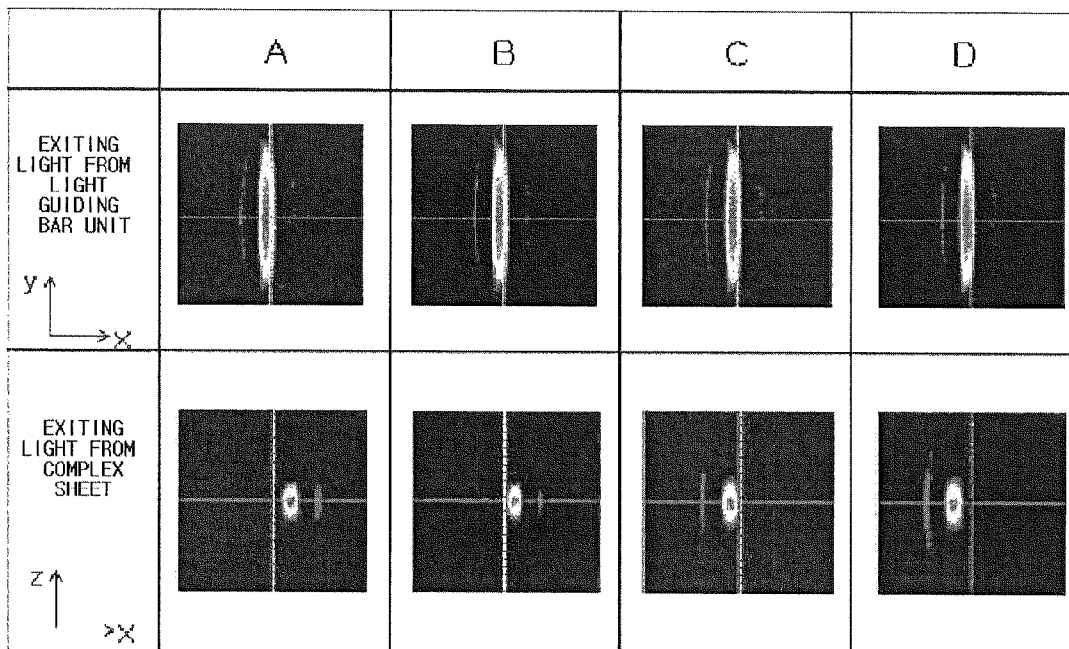 A B C D
EXITING
LIGHT FROM
LIGHT
GUIDING
BAR UNIT
y
x
EXITING
LIGHT FROM
COMPLEX
SHEET
z
>x